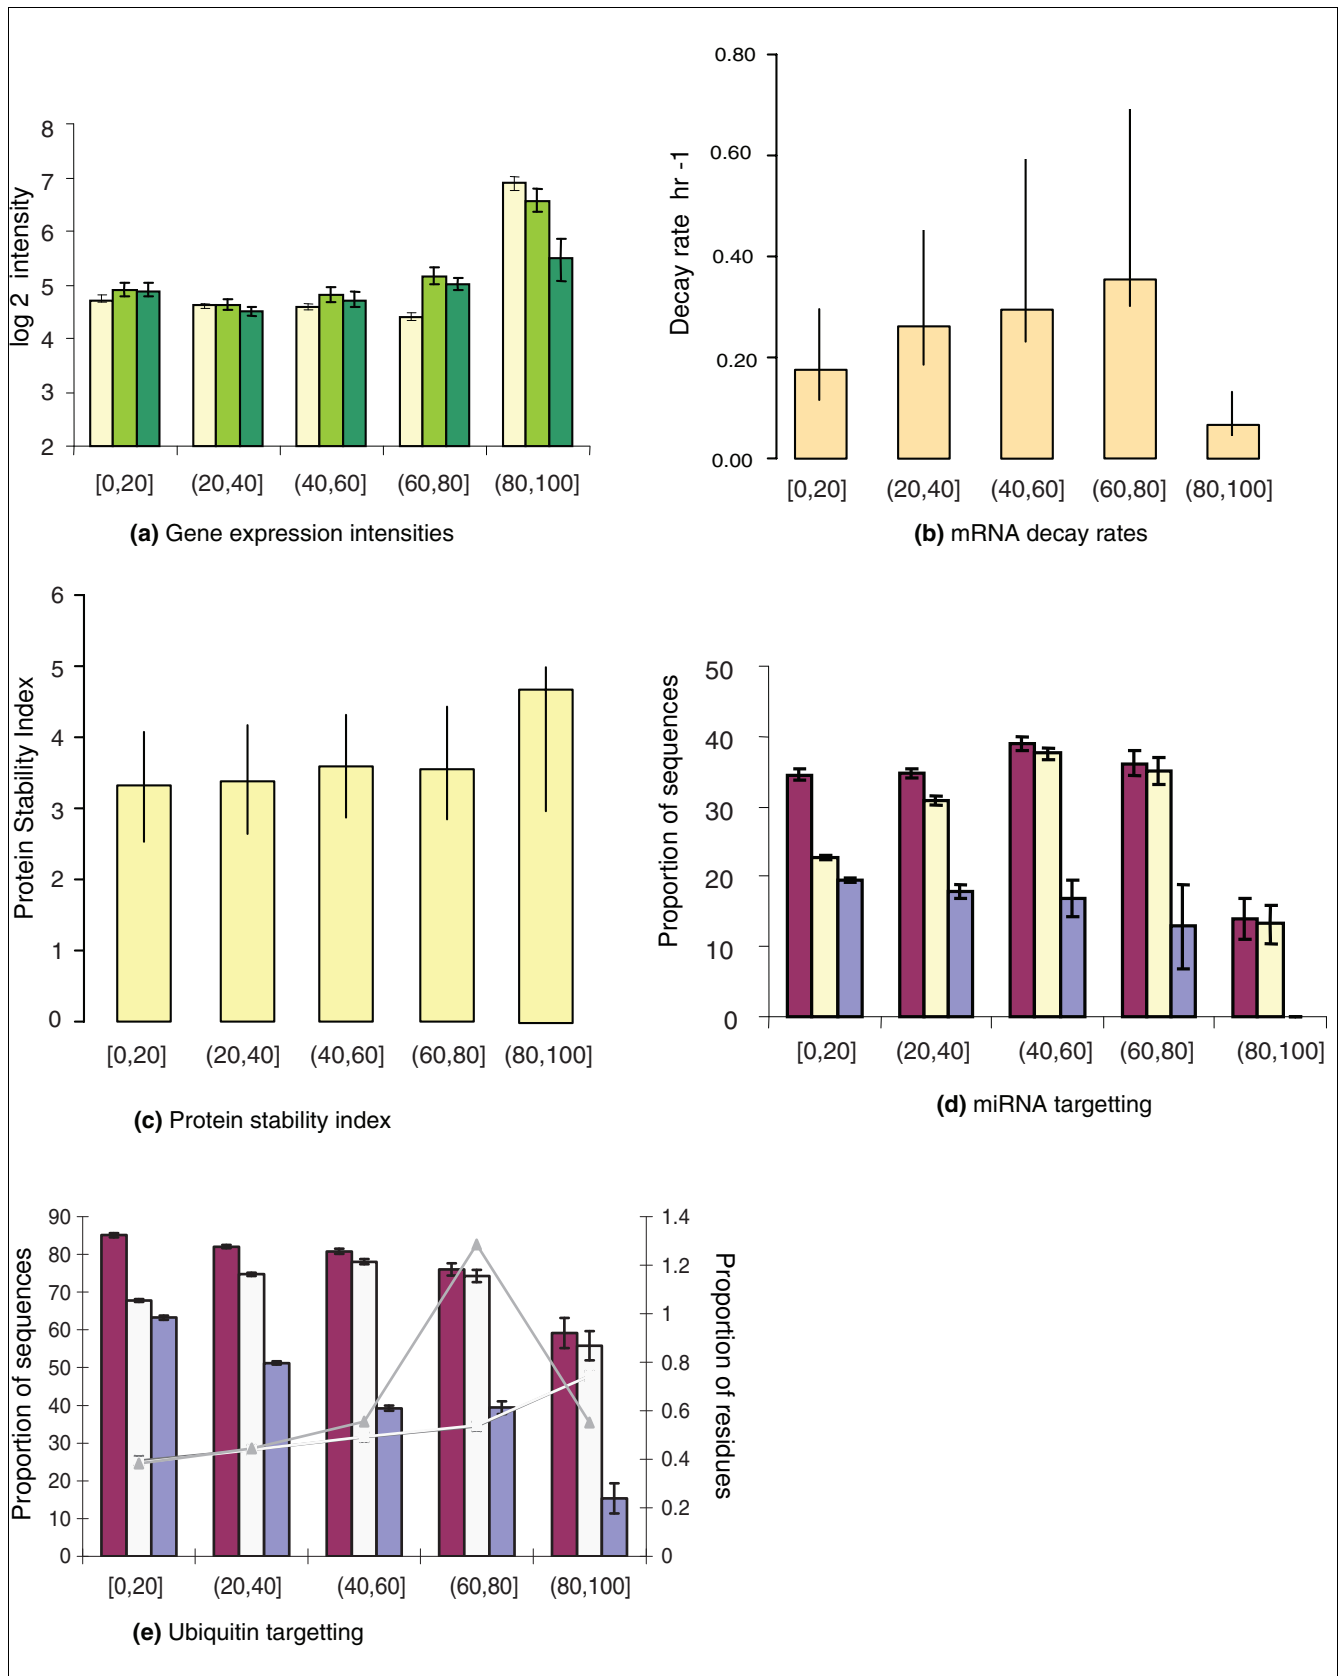 8
7
6
5
4
3
2
log 2 intensity
[0,20] (20,40] (40,60] (60,80] (80,100]
(a) Gene expression intensities
0.80
0.60
0.40
0.20
0.00
Decay rate hr -1
[0,20] (20,40] (40,60] (60,80] (80,100]
(b) mRNA decay rates
6
5
4
3
2
1
0
Protein Stability Index
[0,20] (20,40] (40,60] (60,80] (80,100]
(c) Protein stability index
50
40
30
20
10
0
Proportion of sequences
[0,20] (20,40] (40,60] (60,80] (80,100]
(d) miRNA targetting
90
80
70
60
50
40
30
20
10
0
Proportion of sequences
1.4
1.2
1
0.8
0.6
0.4
0.2
0
Proportion of residues
[0,20] (20,40] (40,60] (60,80] (80,100]
(e) Ubiquitin targetting